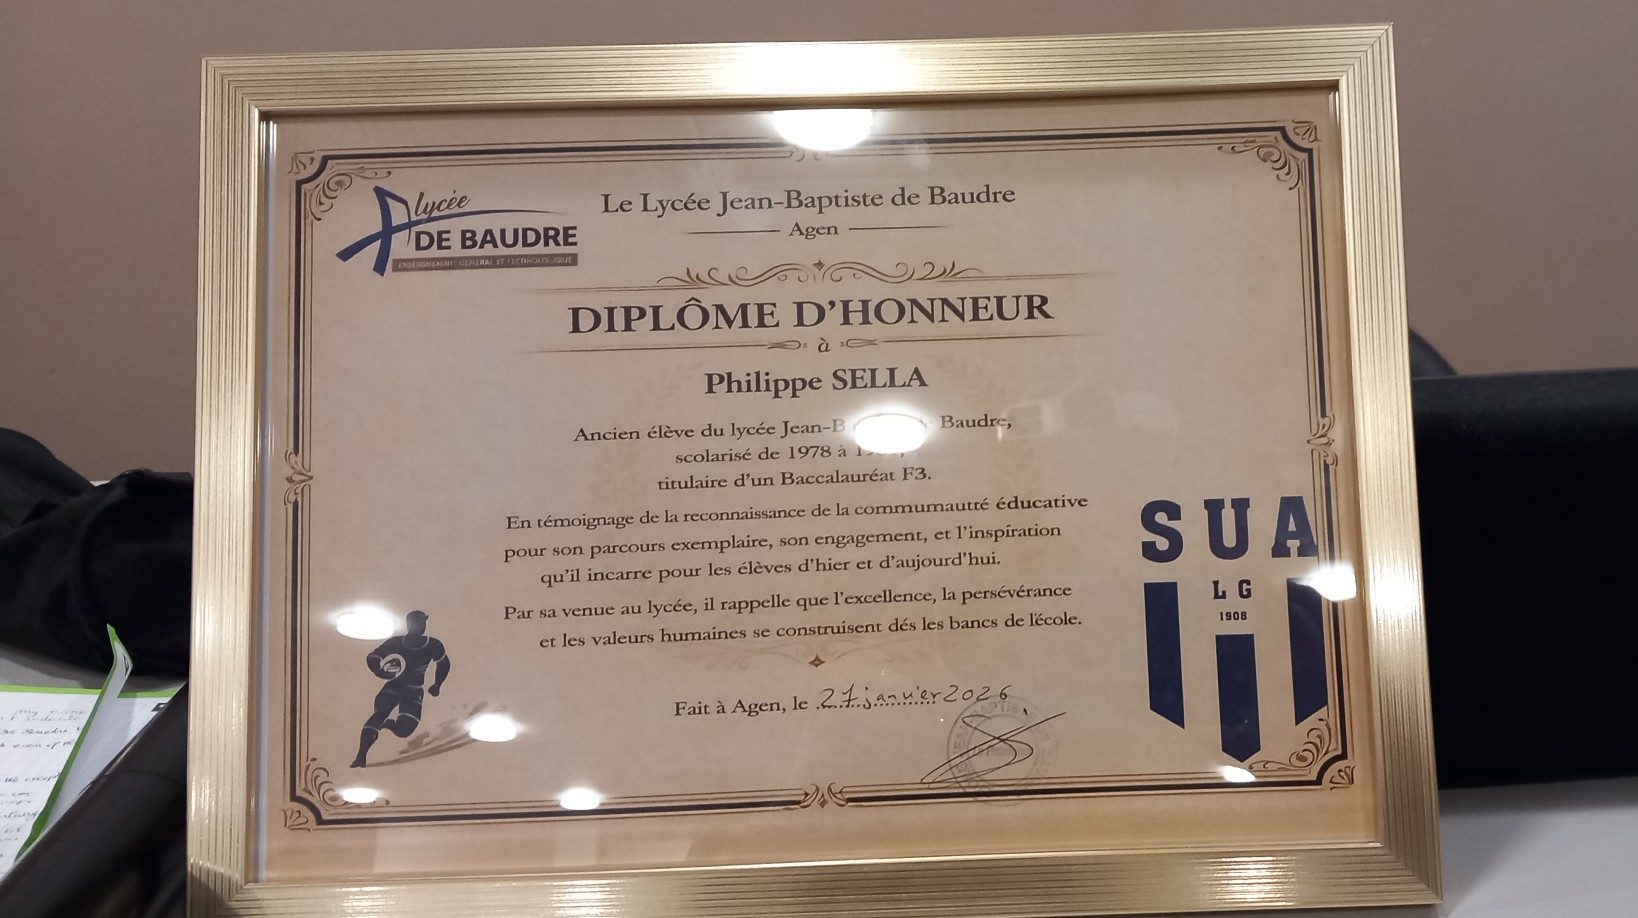 lycée
DE BAUDRE
ENSEIGNEMENT GÉNÉRAL ET TECHNOLOGIQUE
Le Lycée Jean-Baptiste de Baudre
Agen
DIPLÔME D'HONNEUR
à
Philippe SELLA
Ancien élève du lycée Jean-B Baudre,
scolarisé de 1978 à
titulaire d'un Baccalauréat F3.
En témoignage de la reconnaissance de la commumautté éducative
pour son parcours exemplaire, son engagement, et l'inspiration
qu'il incarre pour les élèves d'hier et d'aujourd'hui.
Par sa venue au lycée, il rappelle que l'excellence, la persévérance
et les valeurs humaines se construisent dés les bancs de l'école.
Fait à Agen, le 27 janvier 2026
SUA
LG
1908